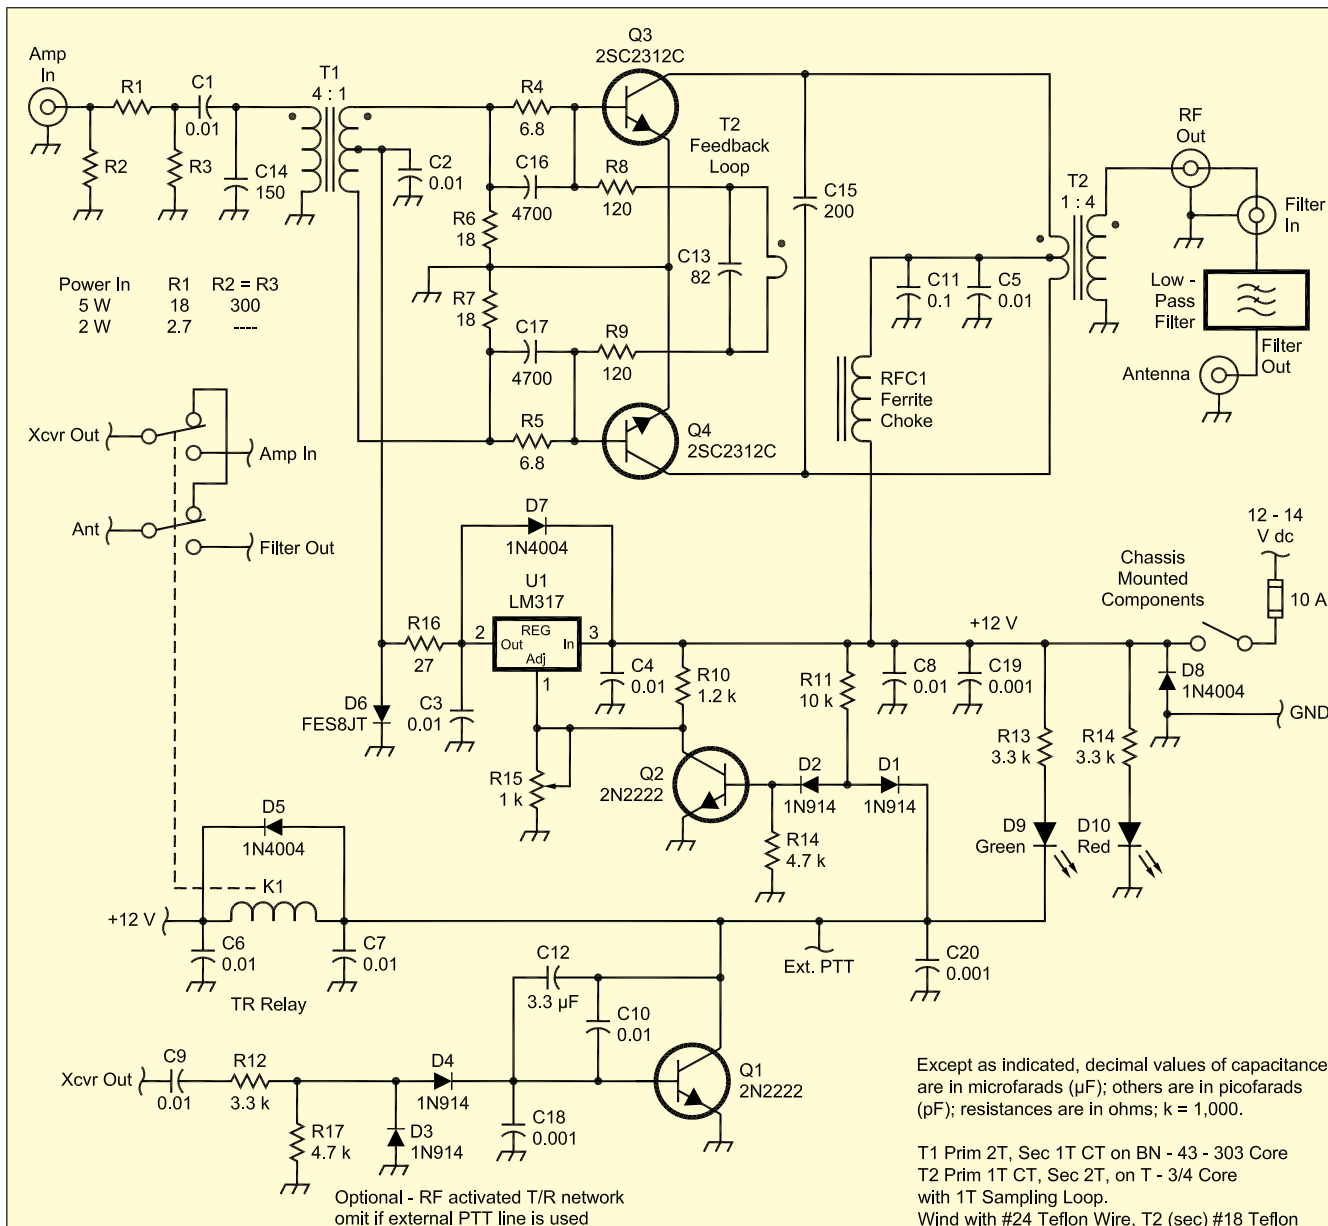 Amp
In
R1
C1
0.01
R2
R3
C14
150
T1
4 : 1
C2
0.01
R4
6.8
C16
4700
R8
120
R6
18
R7
18
C17
4700
R9
120
R5
6.8
Q3
2SC2312C
T2
Feedback
Loop
C13
82
Q4
2SC2312C
C15
200
C11
0.1
C5
0.01
T2
1 : 4
RF
Out
Filter
In
Low -
Pass
Filter
Filter
Out
Antenna
RFC1
Ferrite
Choke
Power In R1 R2 = R3
5 W 18 300
2 W 2.7 ----
Xcvr Out
Amp In
Ant
Filter Out
D7
1N4004
U1
LM317
REG
Out In
Adj
2
3
1
R16
27
D6
FES8JT
C3
0.01
C4
0.01
R10
1.2 k
R11
10 k
C8
0.01
+12 V
C19
0.001
Chassis
Mounted
Components
12 - 14
V dc
10 A
D8
1N4004
GND
R13
3.3 k
R14
3.3 k
R15
1 k
Q2
2N2222
D2
1N914
D1
1N914
R14
4.7 k
D9
Green
D10
Red
D5
1N4004
K1
+12 V
C6
0.01
C7
0.01
TR Relay
Ext. PTT
C20
0.001
C12
3.3 µF
C10
0.01
Xcvr Out
C9
0.01
R12
3.3 k
D4
1N914
R17
4.7 k
D3
1N914
C18
0.001
Q1
2N2222
Optional - RF activated T/R network
omit if external PTT line is used
Except as indicated, decimal values of capacitance
are in microfarads (µF); others are in picofarads
(pF); resistances are in ohms; k = 1,000.
T1 Prim 2T, Sec 1T CT on BN - 43 - 303 Core
T2 Prim 1T CT, Sec 2T, on T - 3/4 Core
with 1T Sampling Loop.
Wind with #24 Teflon Wire, T2 (sec) #18 Teflon